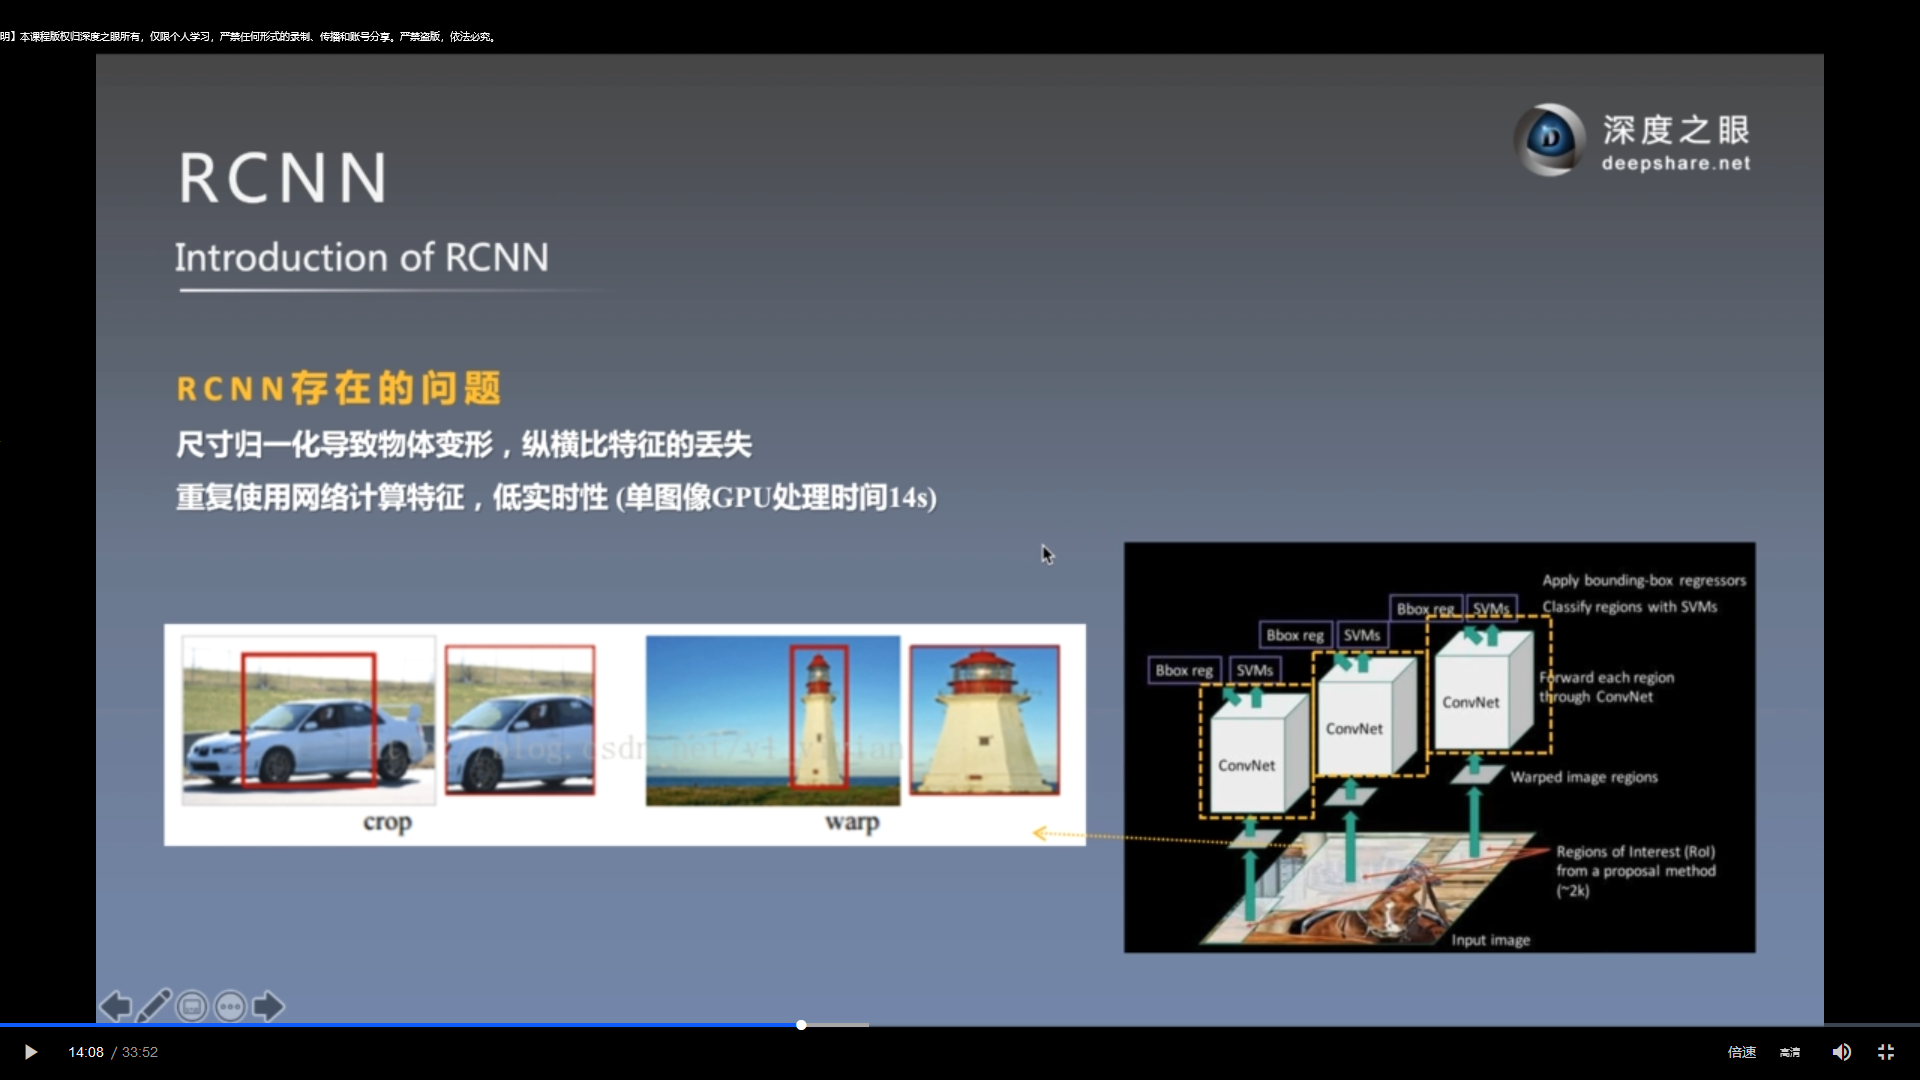 明】本课程版权归深度之眼所有，仅限个人学习，严禁任何形式的录制、传播和账号分享。严禁盗版，依法必究。
深度之眼
deepshare.net
RCNN
Introduction of RCNN
RCNN存在的问题
尺寸归一化导致物体变形，纵横比特征的丢失
重复使用网络计算特征，低实时性 (单图像GPU处理时间14s)
crop
warp
Apply bounding-box regressors
Bbox reg
SVMs
Classify regions with SVMs
Bbox reg
SVMs
Bbox reg
SVMs
Forward each region
through ConvNet
ConvNet
ConvNet
ConvNet
Warped image regions
Regions of Interest (RoI)
from a proposal method
(~2k)
Input image
14:08 / 33:52
倍速
高清